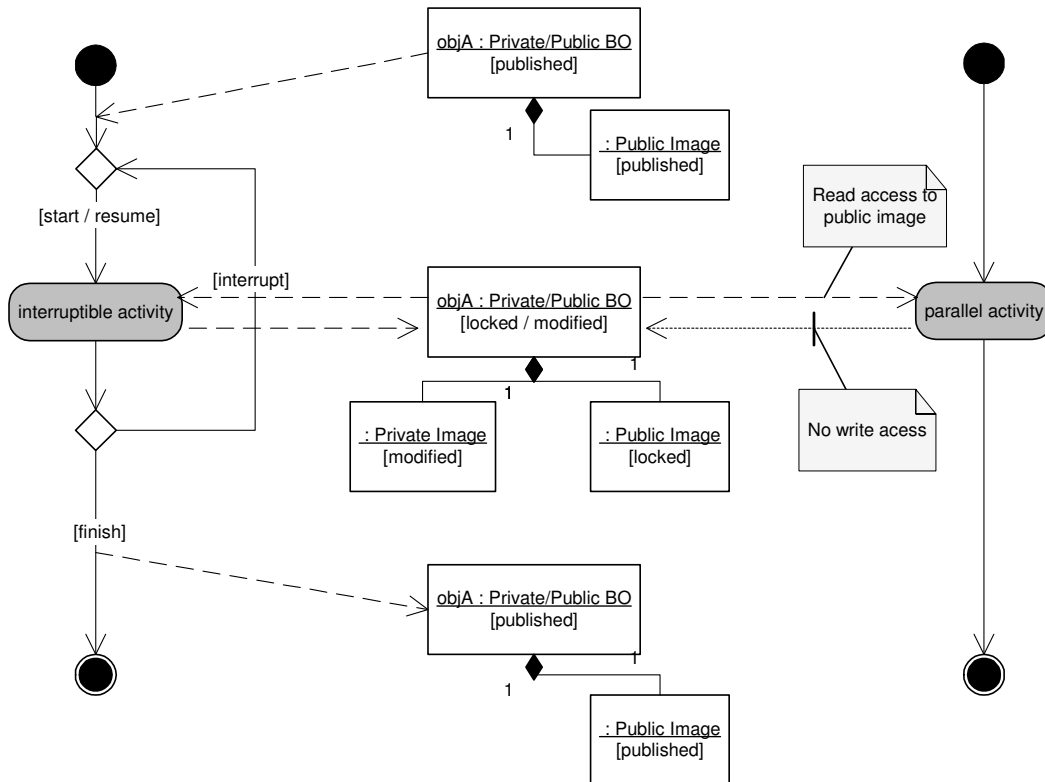 objA : Private/Public BO
[published]
1
: Public Image
[published]
Read access to
public image
[start / resume]
[interrupt]
interruptible activity
objA : Private/Public BO
[locked / modified]
parallel activity
1
1
: Private Image
[modified]
: Public Image
[locked]
No write acess
[finish]
objA : Private/Public BO
[published]
1
1
: Public Image
[published]